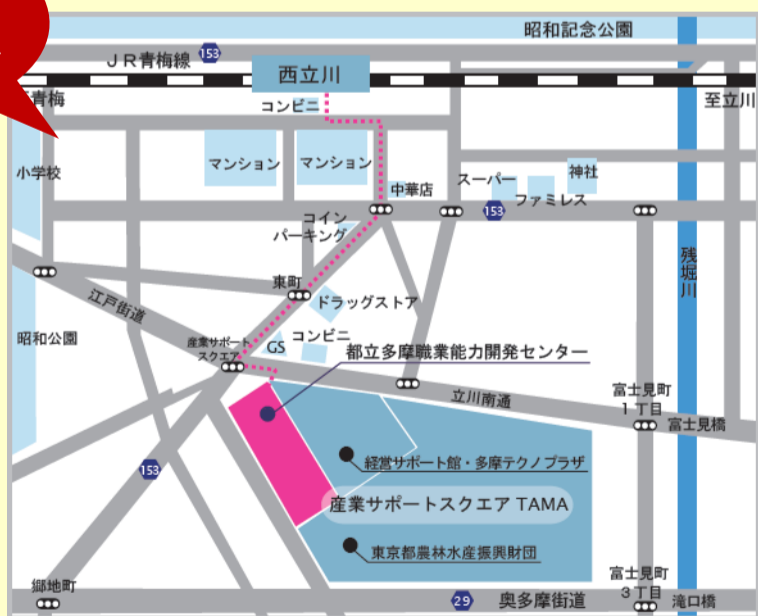 昭和記念公園
JR青梅線
153
西立川
青梅
至立川
コンビニ
小学校
マンション
マンション
中華店
スーパー
神社
153
ファミレス
コイン
パーキング
残堀川
東町
江戸街道
ドラッグストア
昭和公園
産業サポート
スクエア
GS
コンビニ
都立多摩職業能力開発センター
立川南通
富士見町
1丁目
富士見橋
153
経営サポート館・多摩テクノプラザ
産業サポートスクエア TAMA
東京都農林水産振興財団
郷地町
富士見町
3丁目
29
奥多摩街道
滝口橋